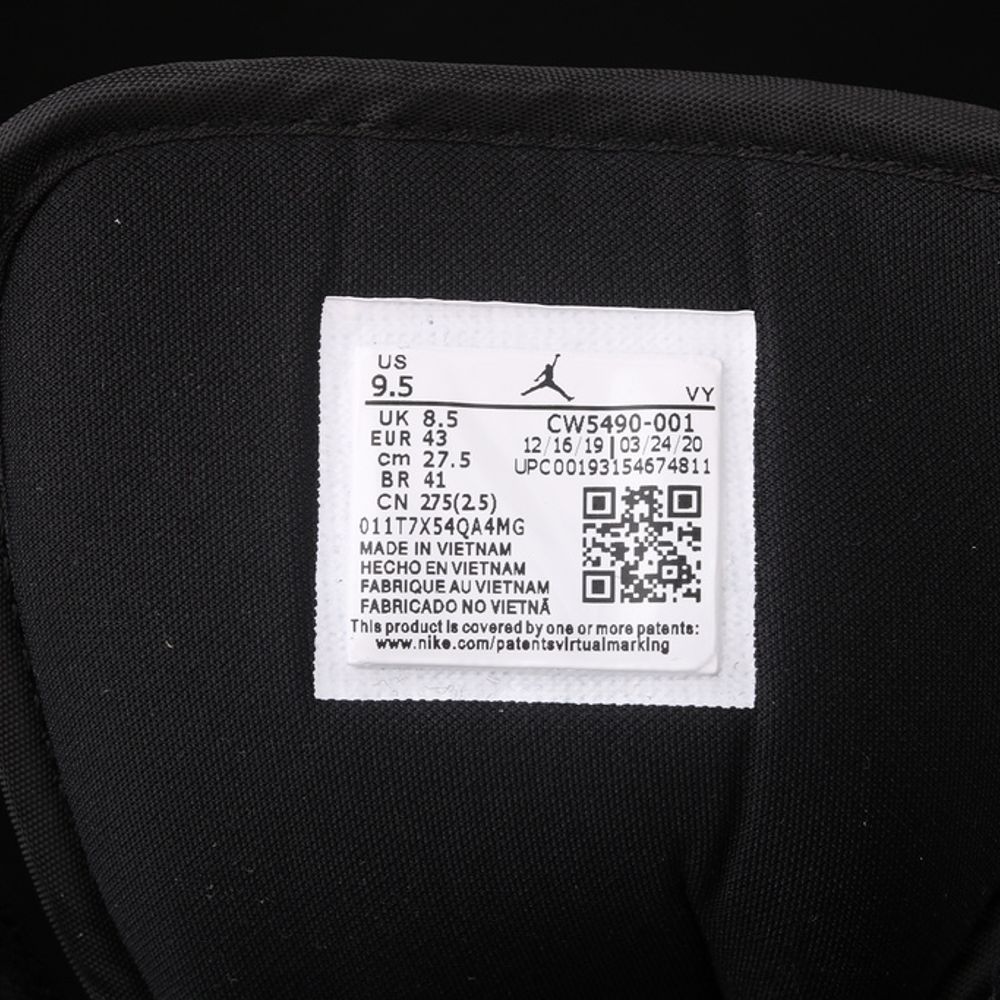 US
9.5
VY
UK 8.5
CW5490-001
EUR 43
12/16/19|03/24/20
cm 27.5
UPC00193154674811
BR 41
CN 275(2.5)
011T7X54QA4MG
MADE IN VIETNAM
HECHO EN VIETNAM
FABRIQUE AU VIETNAM
FABRICADO NO VIETNÃ
This product is covered by one or more patents:
www.nike.com/patentsvirtualmarking